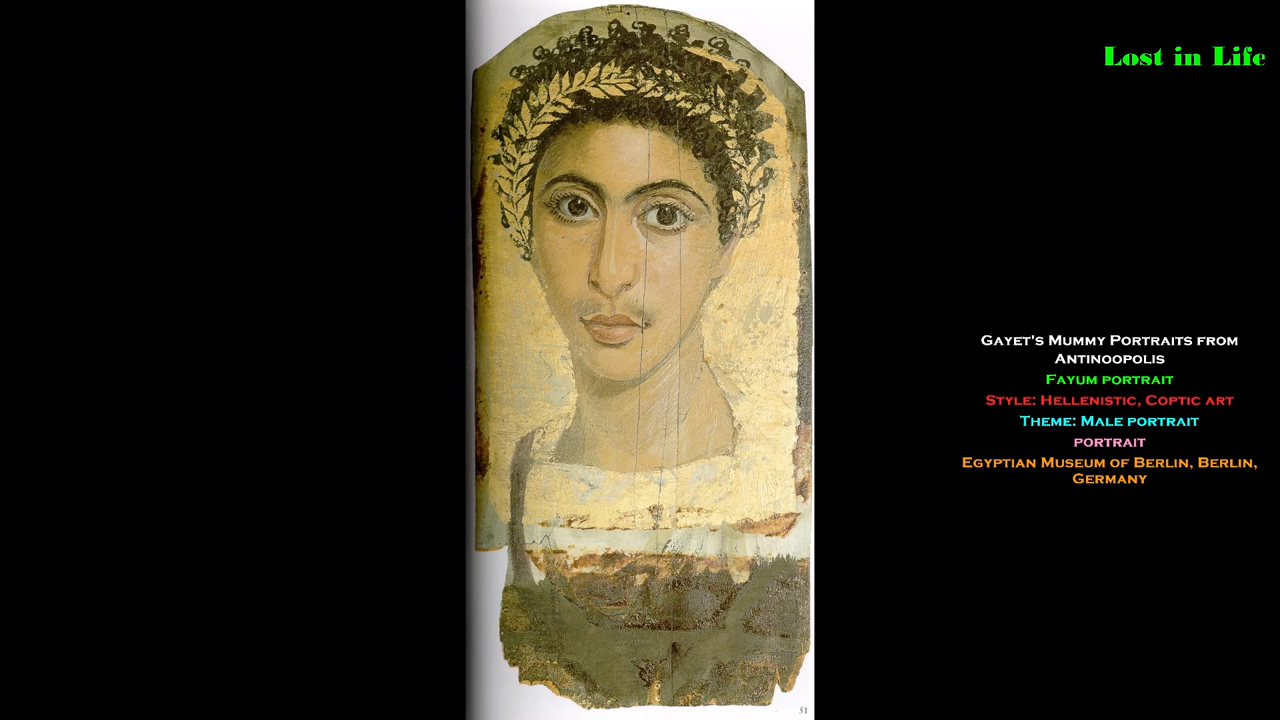 Lost in Life
Gayet's Mummy Portraits from
Antinoopolis
Fayum portrait
Style: Hellenistic, Coptic art
Theme: Male portrait
portrait
Egyptian Museum of Berlin, Berlin,
Germany
51